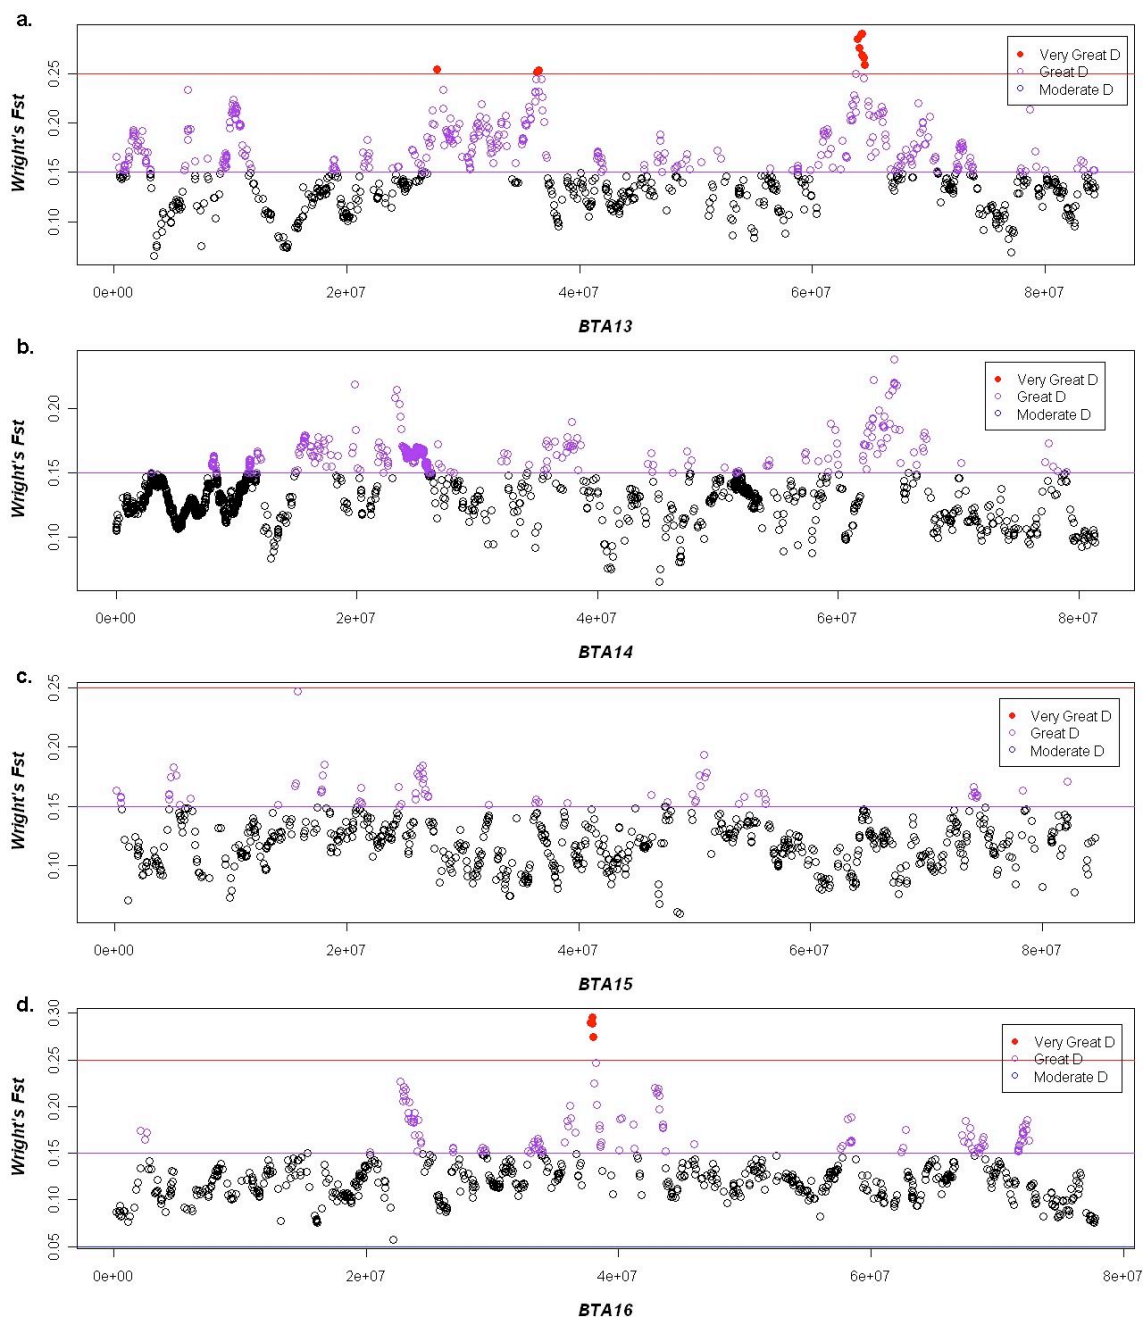 a.
Wright's Fst
0.25
0.20
0.15
0.10
Very Great D
Great D
Moderate D
0e+00 2e+07 4e+07 6e+07 8e+07
BTA13
b.
Wright's Fst
0.20
0.15
0.10
Very Great D
Great D
Moderate D
0e+00 2e+07 4e+07 6e+07 8e+07
BTA14
c.
Wright's Fst
0.25
0.20
0.15
0.10
Very Great D
Great D
Moderate D
0e+00 2e+07 4e+07 6e+07 8e+07
BTA15
d.
Wright's Fst
0.30
0.25
0.20
0.15
0.10
0.05
Very Great D
Great D
Moderate D
0e+00 2e+07 4e+07 6e+07 8e+07
BTA16